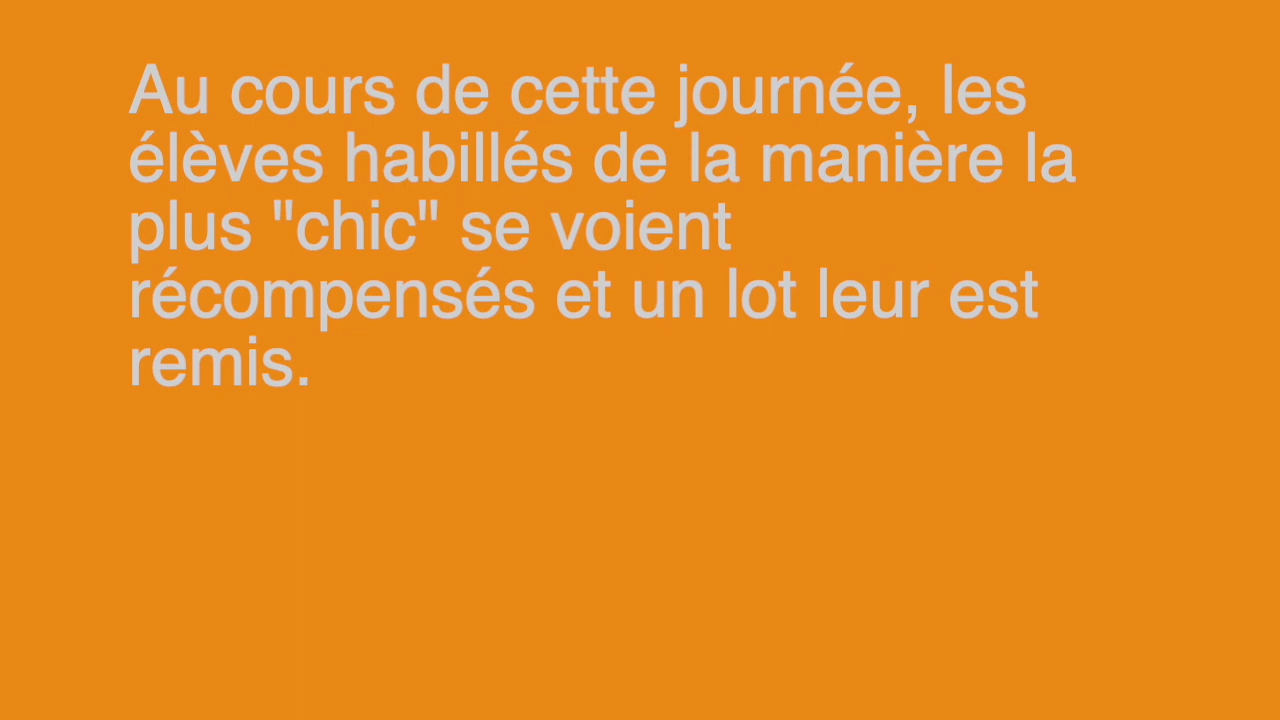 Au cours de cette journée, les
élèves habillés de la manière la
plus "chic" se voient
récompensés et un lot leur est
remis.